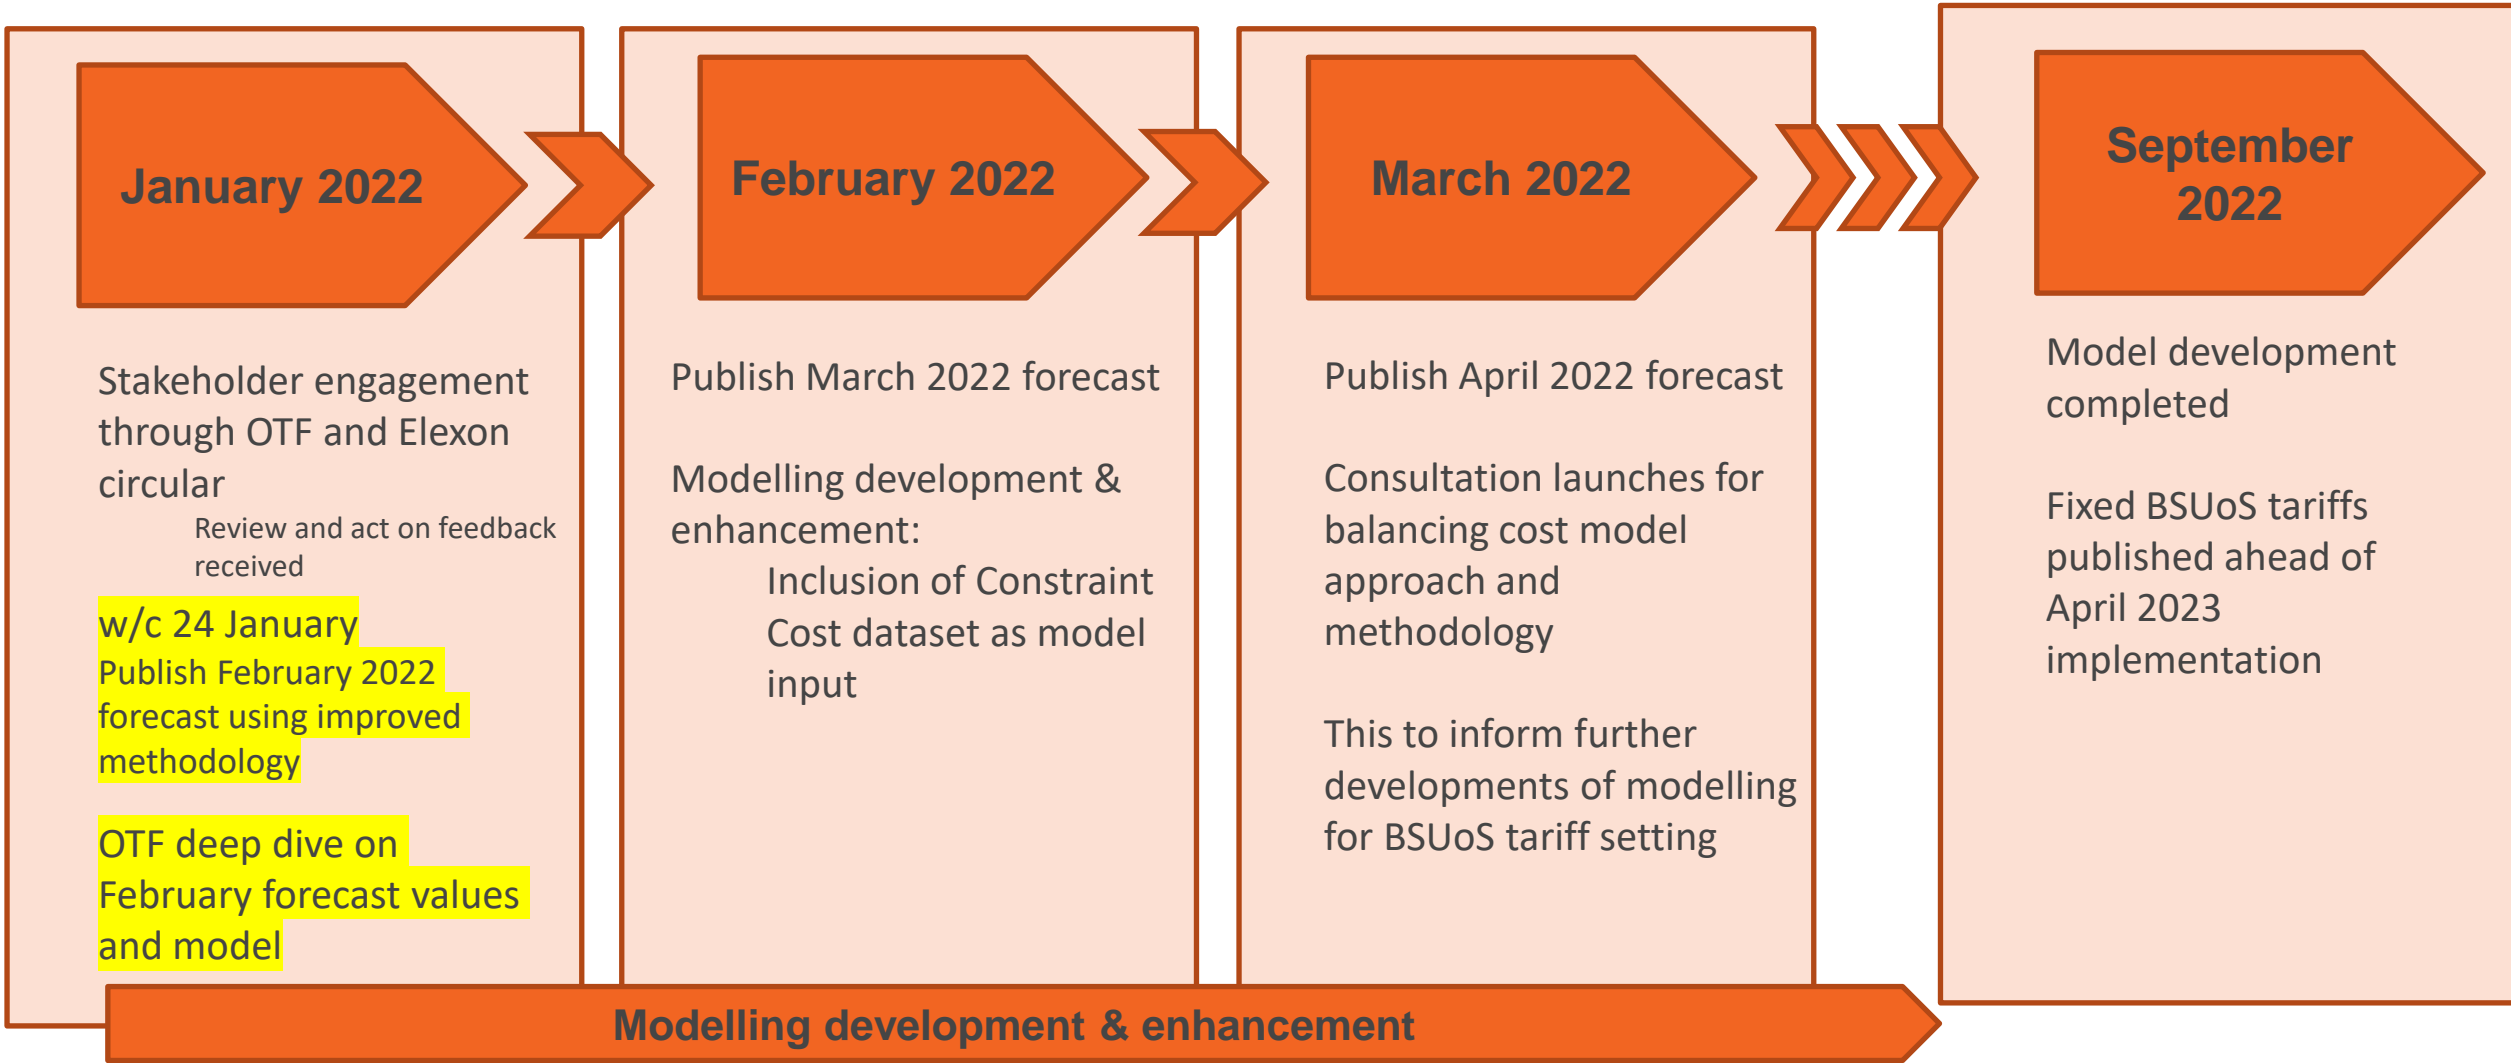 January 2022
Stakeholder engagement
through OTF and Elexon
circular
Review and act on feedback
received
w/c 24 January
Publish February 2022
forecast using improved
methodology
OTF deep dive on
February forecast values
and model
February 2022
Publish March 2022 forecast
Modelling development &
enhancement:
Inclusion of Constraint
Cost dataset as model
input
March 2022
Publish April 2022 forecast
Consultation launches for
balancing cost model
approach and
methodology
This to inform further
developments of modelling
for BSUoS tariff setting
September
2022
Model development
completed
Fixed BSUoS tariffs
published ahead of
April 2023
implementation
Modelling development & enhancement